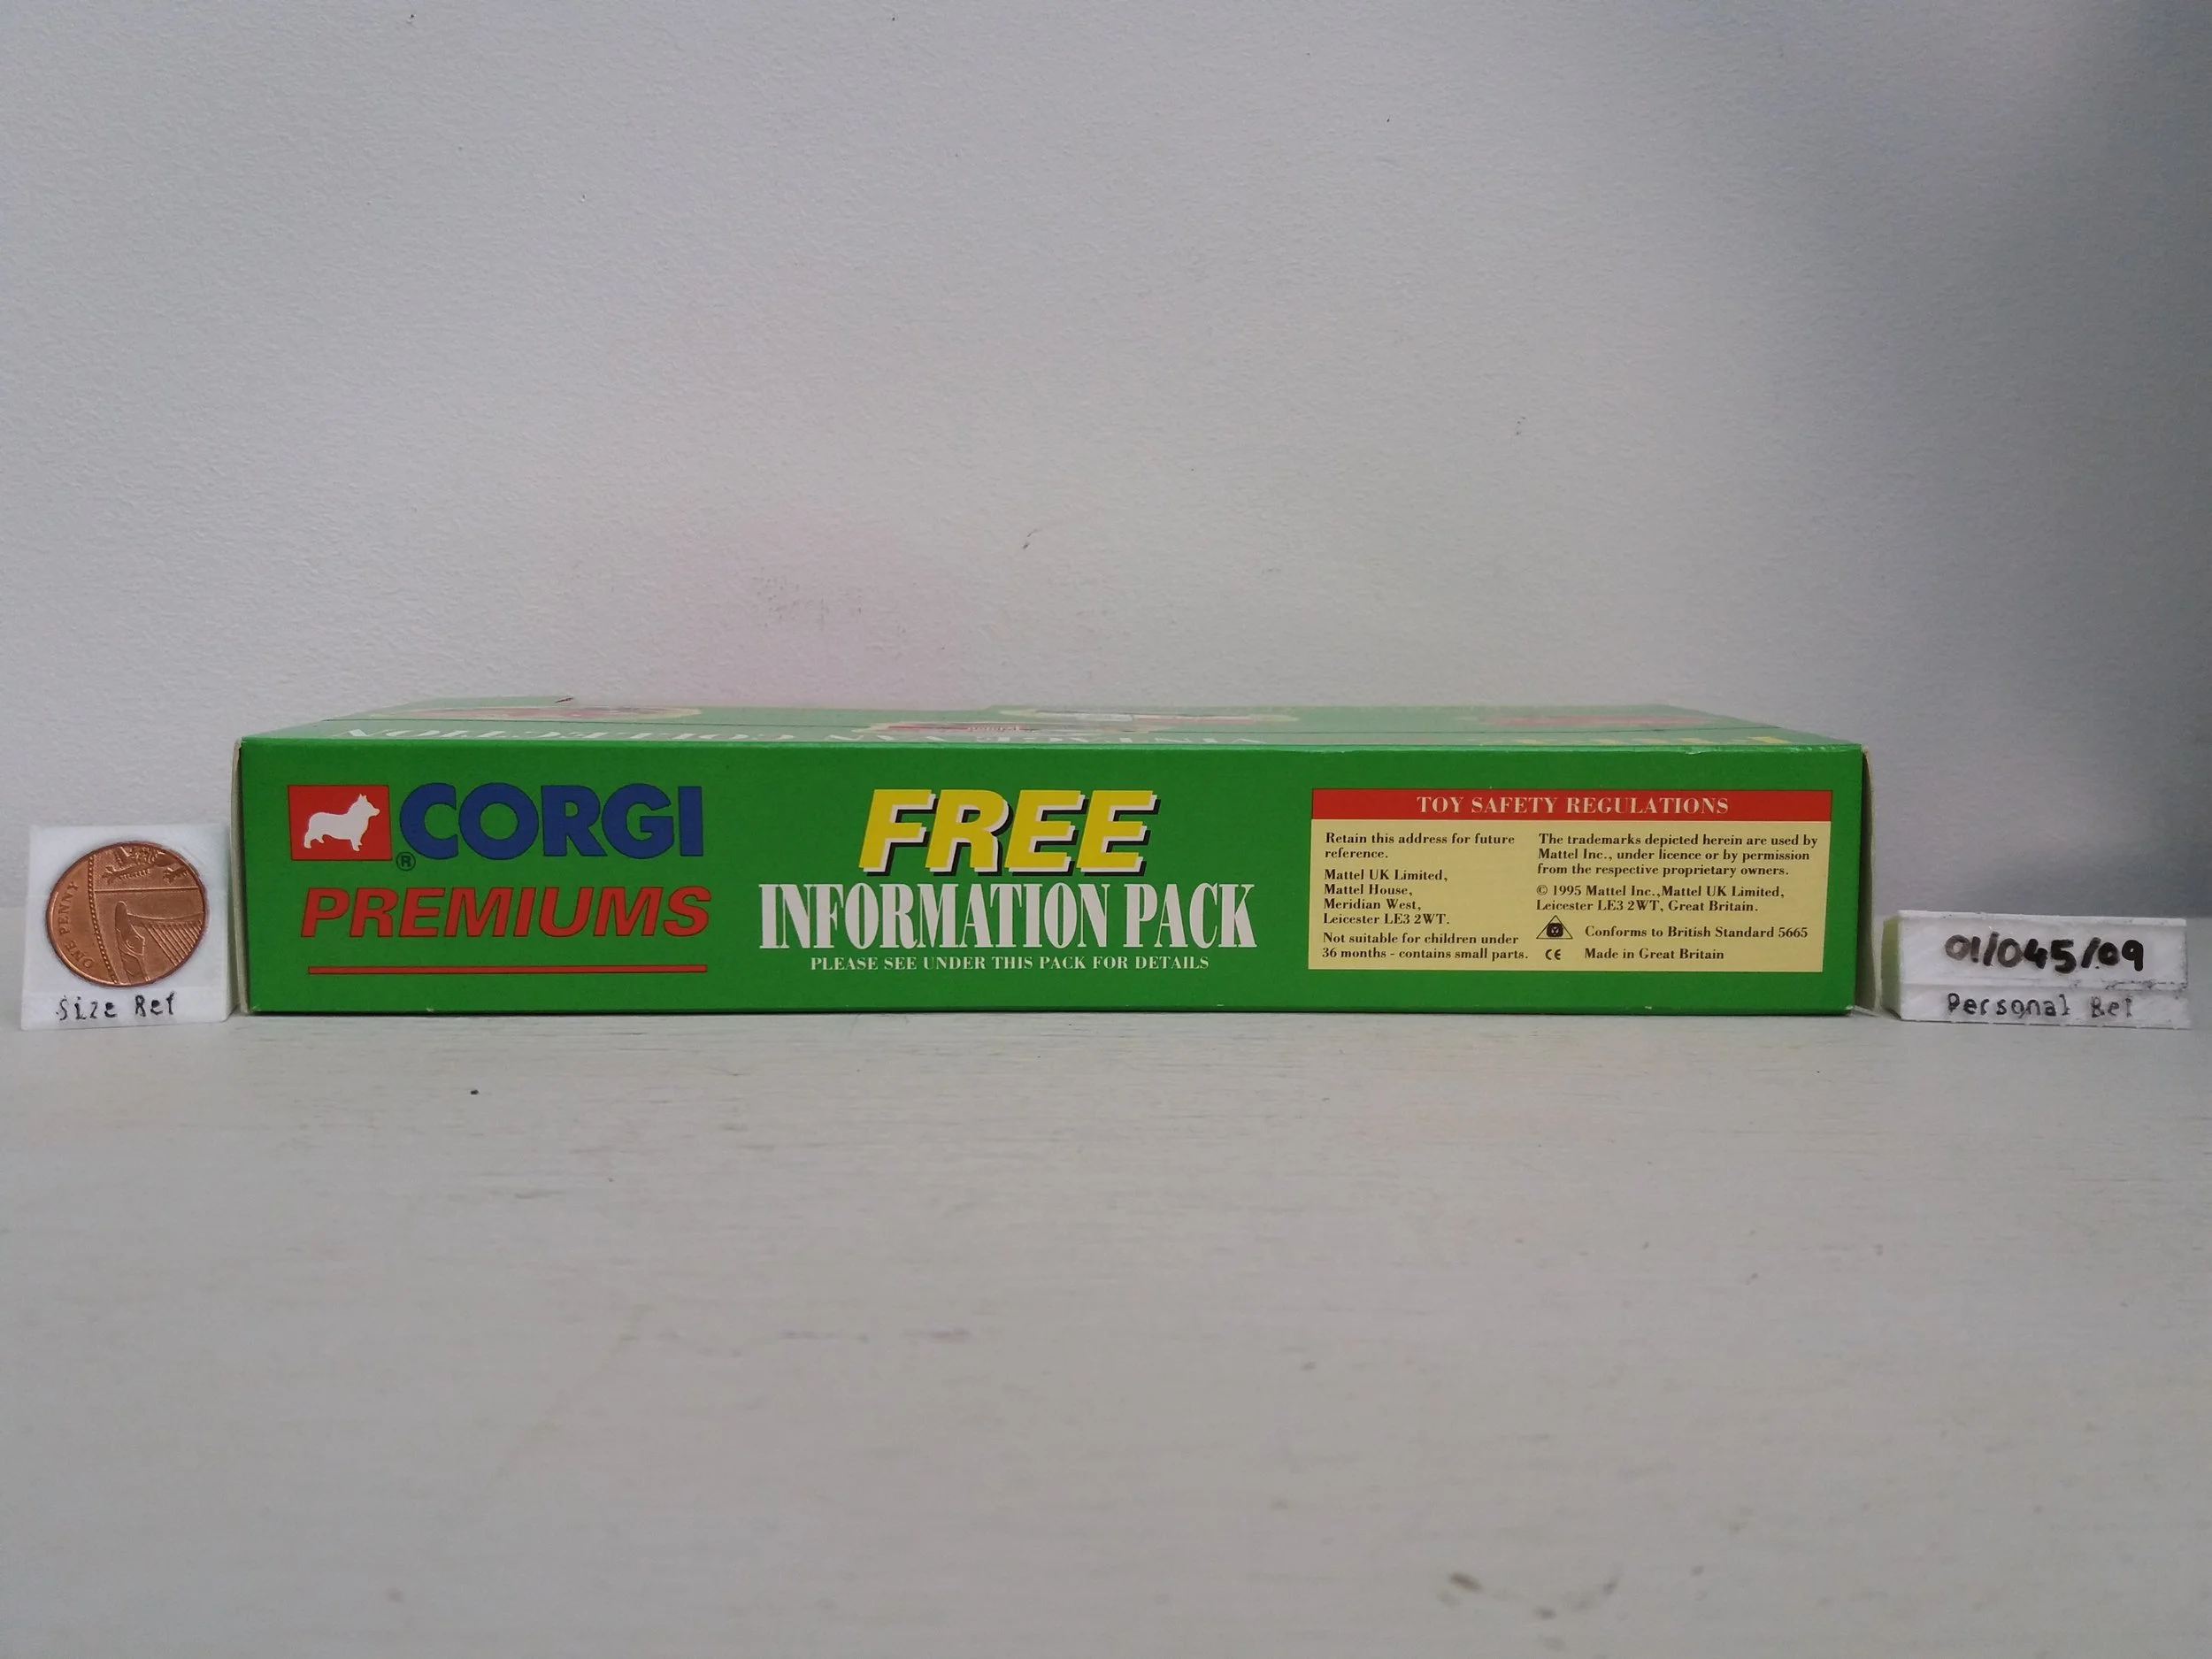 VINTAGE VAN COLLECTION
CORGI
®
PREMIUMS
FREE
INFORMATION PACK
PLEASE SEE UNDER THIS PACK FOR DETAILS
TOY SAFETY REGULATIONS
Retain this address for future
reference.
Mattel UK Limited,
Mattel House,
Meridian West,
Leicester LE3 2WT.
Not suitable for children under
36 months - contains small parts.
The trademarks depicted herein are used by
Mattel Inc., under licence or by permission
from the respective proprietary owners.
© 1995 Mattel Inc.,Mattel UK Limited,
Leicester LE3 2WT, Great Britain.
Conforms to British Standard 5665
CE Made in Great Britain
ONE PENNY
Size Ref
01/045/09
Personal Ref